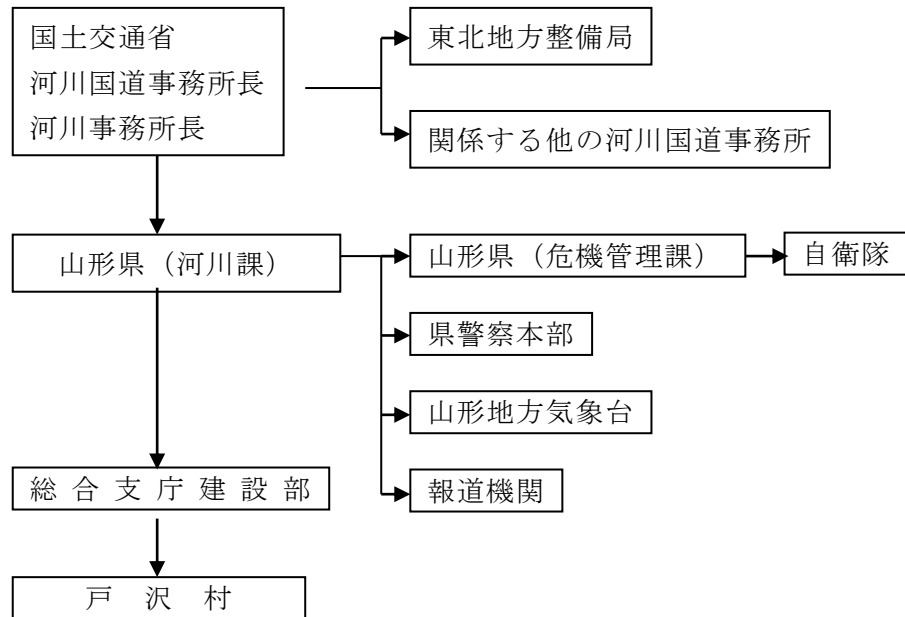 国土交通省
河川国道事務所長
河川事務所長
東北地方整備局
関係する他の河川国道事務所
山形県（河川課）
山形県（危機管理課）
自衛隊
県警察本部
山形地方気象台
報道機関
総合支庁建設部
戸沢村